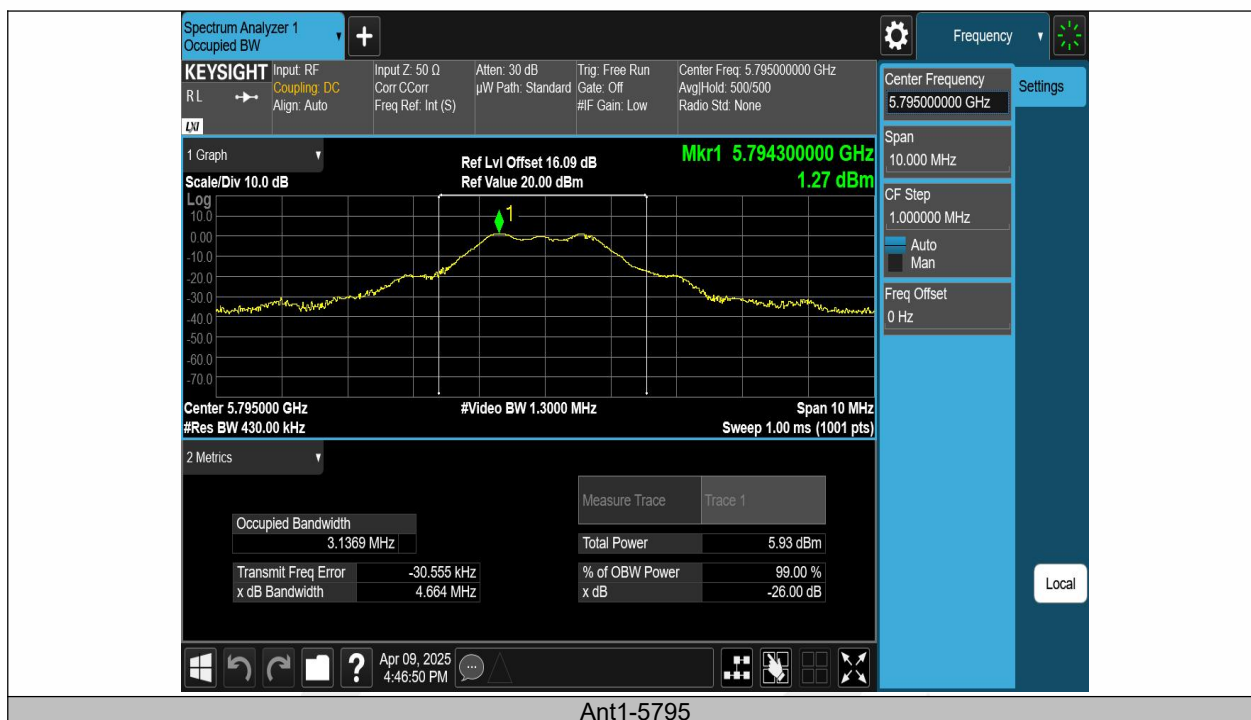 Spectrum Analyzer 1
Occupied BW
+
Frequency
KEYSIGHT
R L
LXI
Input: RF
Coupling: DC
Align: Auto
Input Z: 50 Ω
Corr CCorr
Freq Ref: Int (S)
Atten: 30 dB
µW Path: Standard
Trig: Free Run
Gate: Off
#IF Gain: Low
Center Freq: 5.795000000 GHz
Avg|Hold: 500/500
Radio Std: None
Center Frequency
5.795000000 GHz
Settings
Span
10.000 MHz
CF Step
1.000000 MHz
Auto
Man
Freq Offset
0 Hz
1 Graph
Scale/Div 10.0 dB
Ref Lvl Offset 16.09 dB
Ref Value 20.00 dBm
Mkr1 5.794300000 GHz
1.27 dBm
Log
10.0
0.00
-10.0
-20.0
-30.0
-40.0
-50.0
-60.0
-70.0
1
Center 5.795000 GHz
#Res BW 430.00 kHz
#Video BW 1.3000 MHz
Span 10 MHz
Sweep 1.00 ms (1001 pts)
2 Metrics
Measure Trace Trace 1
Occupied Bandwidth
3.1369 MHz
Total Power 5.93 dBm
Transmit Freq Error -30.555 kHz
% of OBW Power 99.00 %
x dB Bandwidth 4.664 MHz
x dB -26.00 dB
Local
?
Apr 09, 2025
4:46:50 PM
Ant1-5795